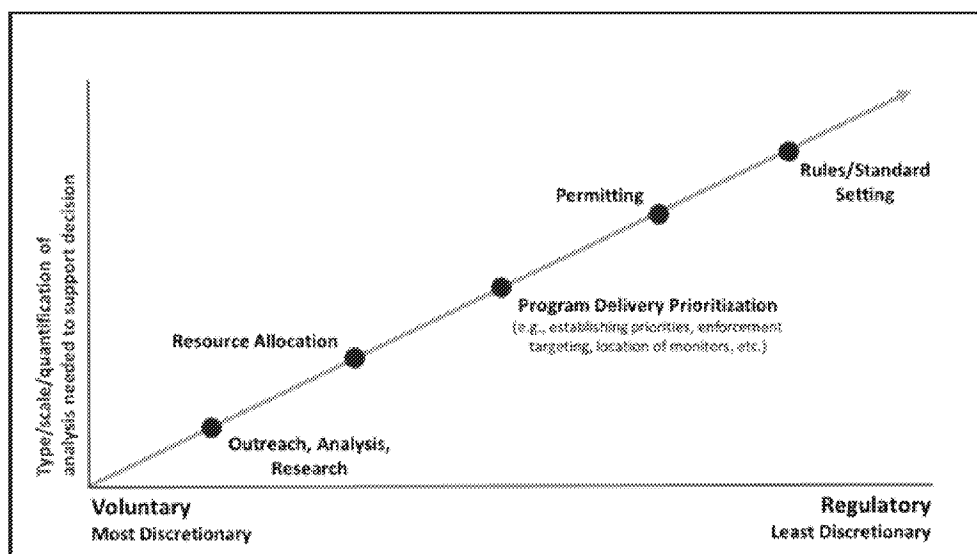 Type/scale/quantification of
analysis needed to support decision
Rules/Standard
Setting
Permitting
Program Delivery Prioritization
(e.g., establishing priorities, enforcement
targeting, location of monitors, etc.)
Resource Allocation
Outreach, Analysis,
Research
Voluntary
Most Discretionary
Regulatory
Least Discretionary